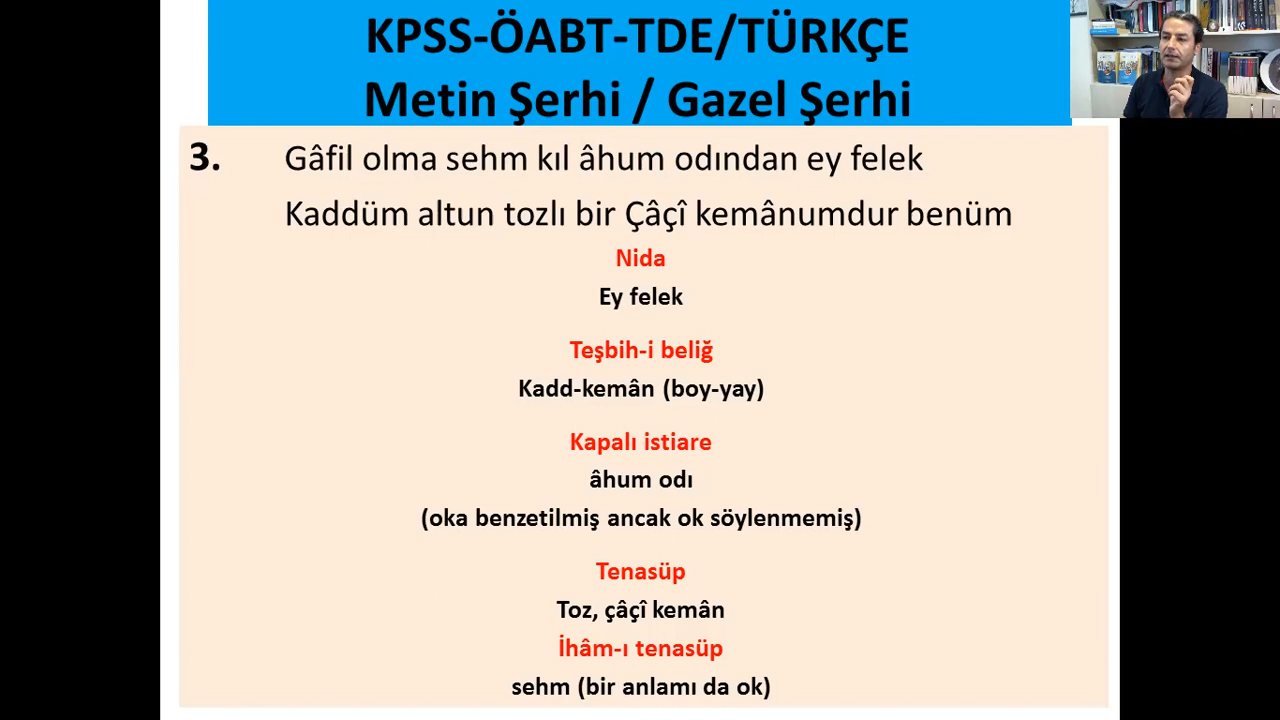 KPSS-ÖABT-TDE/TÜRKÇE
Metin Şerhi / Gazel Şerhi
3. Gâfil olma sehm kıl âhum odından ey felek
Kaddüm altun tozlı bir Çâçî kemânumdur benüm
Nida
Ey felek
Teşbih-i beliğ
Kadd-kemân (boy-yay)
Kapalı istiare
âhum odı
(oka benzetilmiş ancak ok söylenmemiş)
Tenasüp
Toz, çâçî kemân
İhâm-ı tenasüp
sehm (bir anlamı da ok)